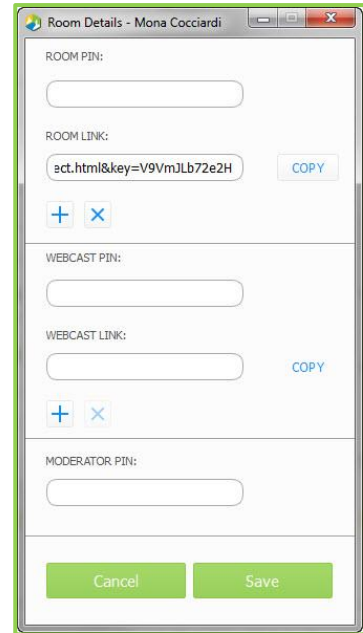 Room Details - Mona Cocciardi
ROOM PIN:
ROOM LINK:
ect.html&key=V9VmJLb72e2H
COPY
WEBCAST PIN:
WEBCAST LINK:
COPY
MODERATOR PIN:
Cancel Save